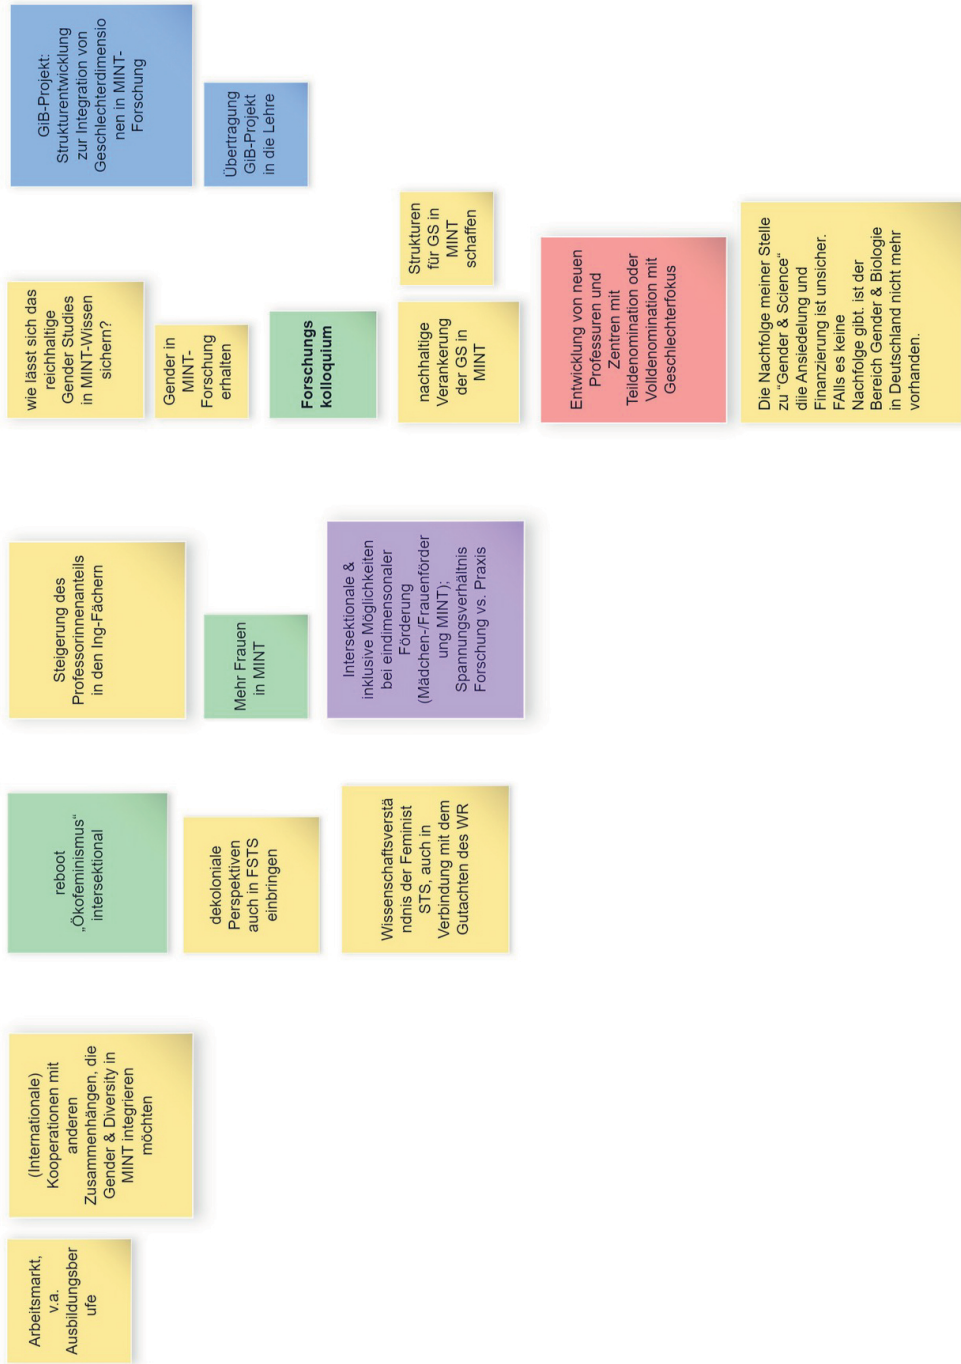 Arbeitsmarkt,
v.a.
Ausbildungsber
ufe
(Internationale)
Kooperationen mit
anderen
Zusammenhängen, die
Gender & Diversity in
MINT integrieren
möchten
reboot
„Ökofeminismus“
intersektional
dekoloniale
Perspektiven
auch in FSTS
einbringen
Wissenschaftsverstä
ndnis der Feminist
STS, auch in
Verbindung mit dem
Gutachten des WR
Steigerung des
Professorinnenanteils
in den Ing-Fächern
Mehr Frauen
in MINT
Intersektionale &
inklusive Möglichkeiten
bei eindimensonaler
Förderung
(Mädchen-/Frauenförder
ung MINT);
Spannungsverhältnis
Forschung vs. Praxis
wie lässt sich das
reichhaltige
Gender Studies
in MINT-Wissen
sichern?
Gender in
MINT-
Forschung
erhalten
Forschungs
kolloquium
nachhaltige
Verankerung
der GS in
MINT
Strukturen
für GS in
MINT
schaffen
Entwicklung von neuen
Professuren und
Zentren mit
Teildenomination oder
Volldenomination mit
Geschlechterfokus
Die Nachfolge meiner Stelle
zu “Gender & Science“
diie Ansiedelung und
Finanzierung ist unsicher.
FAlls es keine
Nachfolge gibt. ist der
Bereich Gender & Biologie
in Deutschland nicht mehr
vorhanden.
GiB-Projekt:
Strukturentwicklung
zur Integration von
Geschlechterdimensio
nen in MINT-
Forschung
Übertragung
GiB-Projekt
in die Lehre